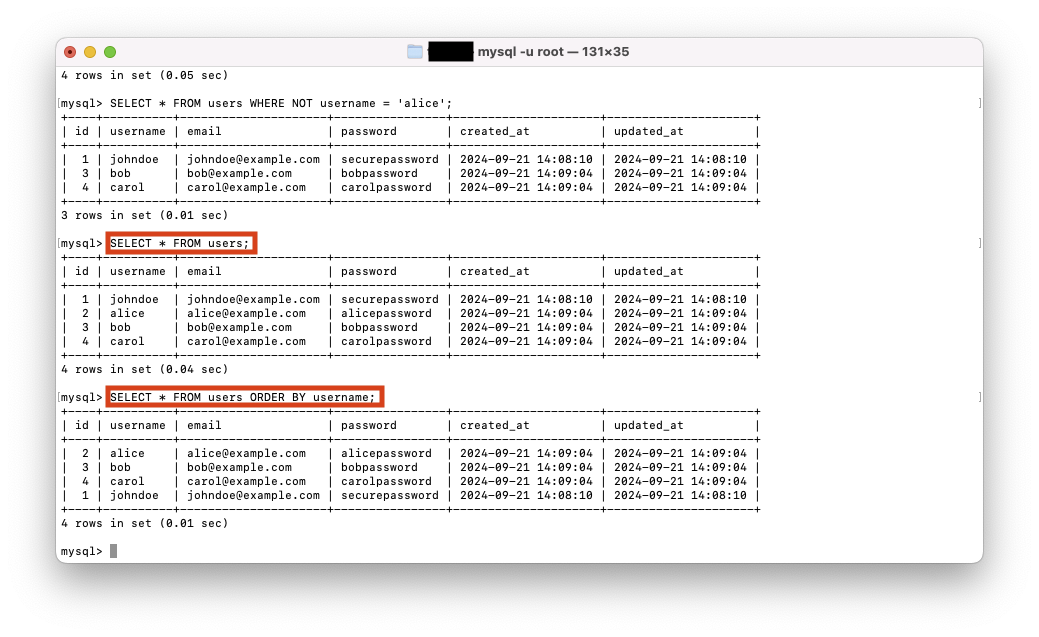 mysql -u root — 131×35
4 rows in set (0.05 sec)
[mysql> SELECT * FROM users WHERE NOT username = 'alice'; ]
+----+----------+---------------------+----------------+---------------------+---------------------+
| id | username | email | password | created_at | updated_at |
+----+----------+---------------------+----------------+---------------------+---------------------+
| 1 | johndoe | johndoe@example.com | securepassword | 2024-09-21 14:08:10 | 2024-09-21 14:08:10 |
| 3 | bob | bob@example.com | bobpassword | 2024-09-21 14:09:04 | 2024-09-21 14:09:04 |
| 4 | carol | carol@example.com | carolpassword | 2024-09-21 14:09:04 | 2024-09-21 14:09:04 |
+----+----------+---------------------+----------------+---------------------+---------------------+
3 rows in set (0.01 sec)
[mysql> SELECT * FROM users; ]
+----+----------+---------------------+----------------+---------------------+---------------------+
| id | username | email | password | created_at | updated_at |
+----+----------+---------------------+----------------+---------------------+---------------------+
| 1 | johndoe | johndoe@example.com | securepassword | 2024-09-21 14:08:10 | 2024-09-21 14:08:10 |
| 2 | alice | alice@example.com | alicepassword | 2024-09-21 14:09:04 | 2024-09-21 14:09:04 |
| 3 | bob | bob@example.com | bobpassword | 2024-09-21 14:09:04 | 2024-09-21 14:09:04 |
| 4 | carol | carol@example.com | carolpassword | 2024-09-21 14:09:04 | 2024-09-21 14:09:04 |
+----+----------+---------------------+----------------+---------------------+---------------------+
4 rows in set (0.04 sec)
[mysql> SELECT * FROM users ORDER BY username; ]
+----+----------+---------------------+----------------+---------------------+---------------------+
| id | username | email | password | created_at | updated_at |
+----+----------+---------------------+----------------+---------------------+---------------------+
| 2 | alice | alice@example.com | alicepassword | 2024-09-21 14:09:04 | 2024-09-21 14:09:04 |
| 3 | bob | bob@example.com | bobpassword | 2024-09-21 14:09:04 | 2024-09-21 14:09:04 |
| 4 | carol | carol@example.com | carolpassword | 2024-09-21 14:09:04 | 2024-09-21 14:09:04 |
| 1 | johndoe | johndoe@example.com | securepassword | 2024-09-21 14:08:10 | 2024-09-21 14:08:10 |
+----+----------+---------------------+----------------+---------------------+---------------------+
4 rows in set (0.01 sec)
mysql>